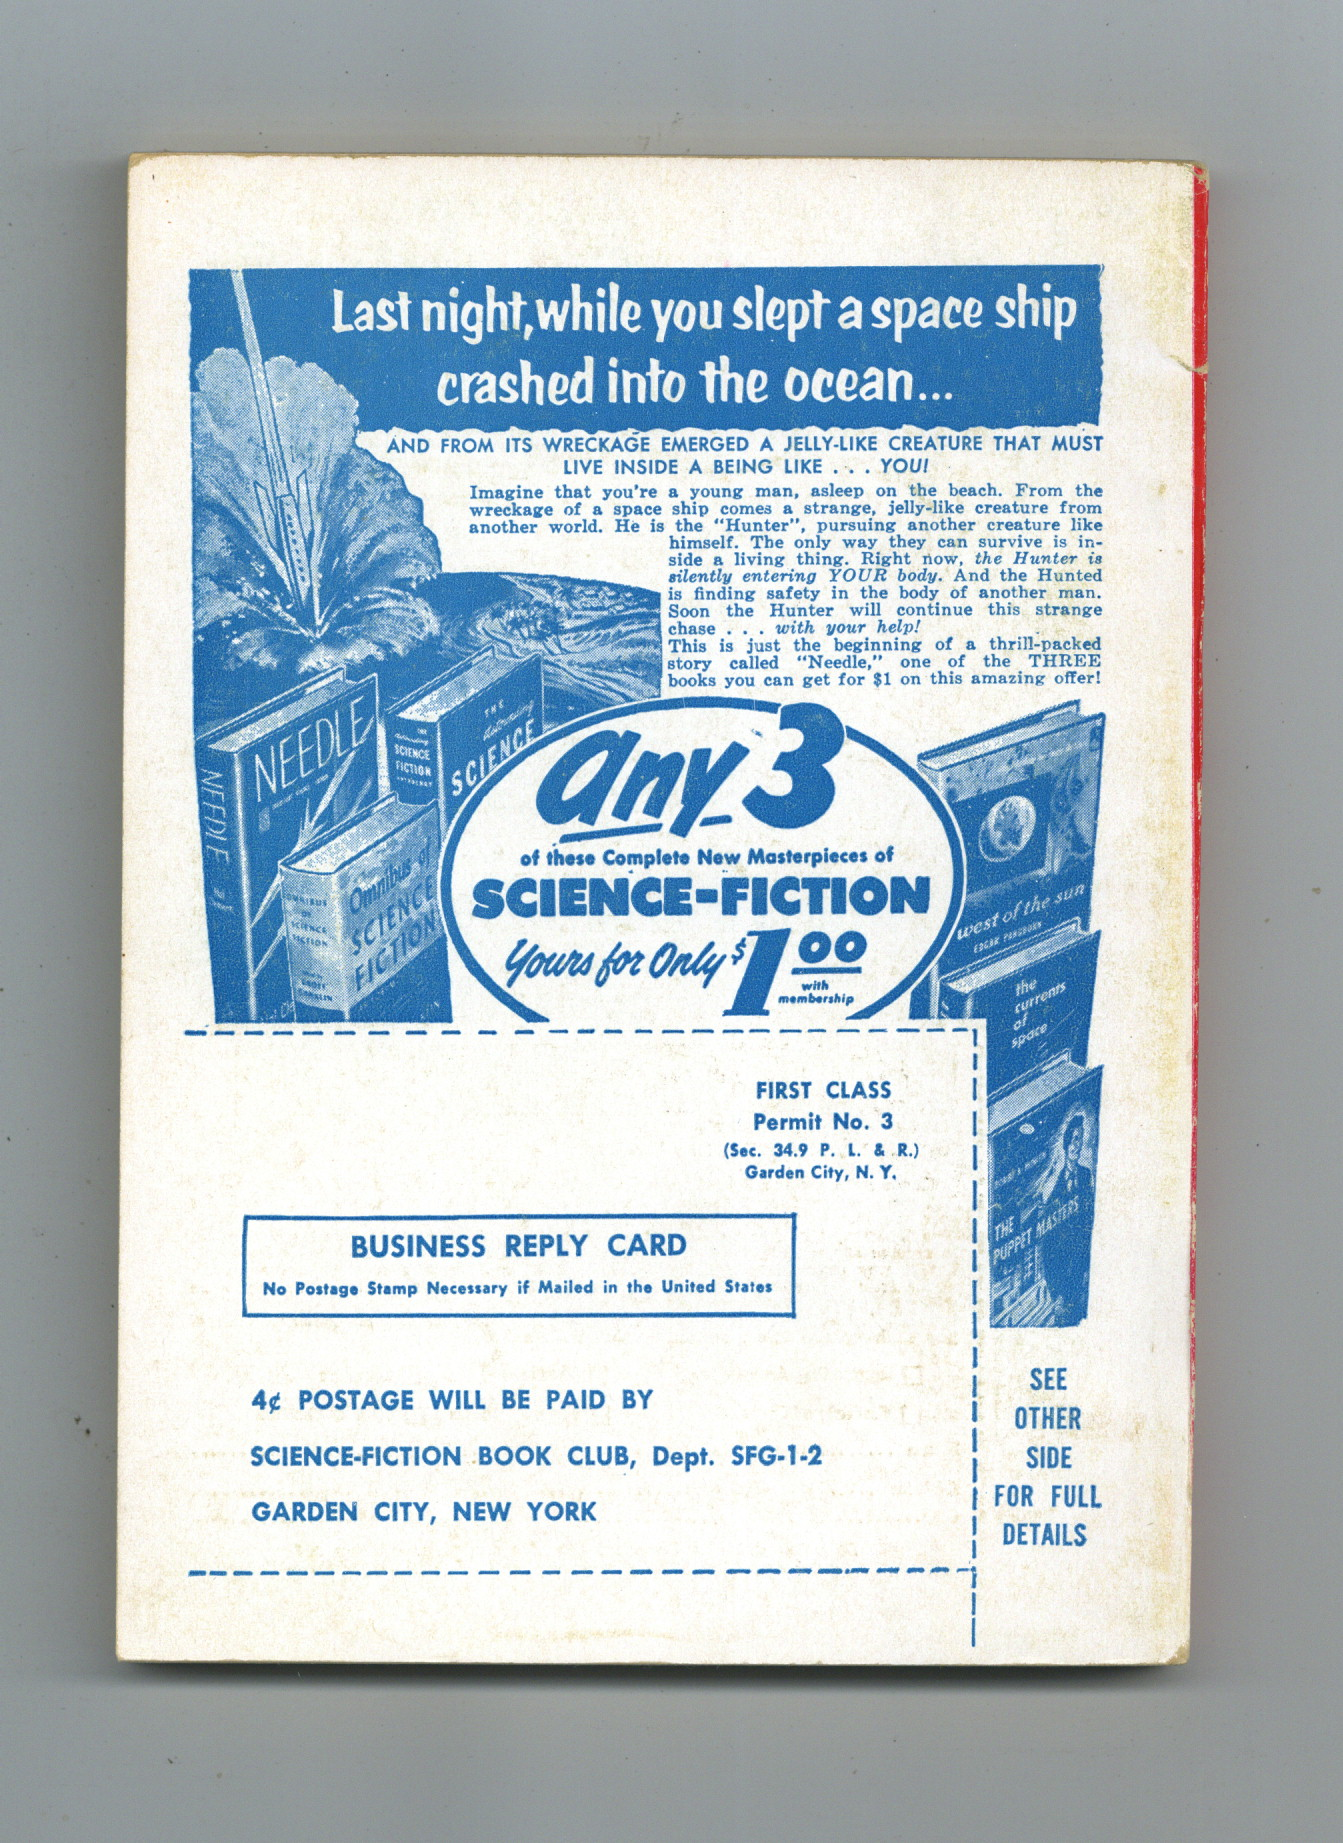 Last night, while you slept a space ship
crashed into the ocean...
AND FROM ITS WRECKAGE EMERGED A JELLY-LIKE CREATURE THAT MUST
LIVE INSIDE A BEING LIKE . . . YOU!
Imagine that you're a young man, asleep on the beach. From the
wreckage of a space ship comes a strange, jelly-like creature from
another world. He is the "Hunter", pursuing another creature like
himself. The only way they can survive is in-
side a living thing. Right now, the Hunter is
silently entering YOUR body. And the Hunted
is finding safety in the body of another man.
Soon the Hunter will continue this strange
chase . . . with your help!
This is just the beginning of a thrill-packed
story called "Needle," one of the THREE
books you can get for $1 on this amazing offer!
NEEDLE
NEEDLE
THE
Astounding
SCIENCE
FICTION
ANTHOLOGY
THE
Astounding
SCIENCE
OMNIBUS
OF
SCIENCE
FICTION
Omnibus of
SCIENCE
FICTION
any 3
of these Complete New Masterpieces of
SCIENCE-FICTION
Yours for Only $1.00
with
membership
west of the sun
EDGAR PANGBORN
the
currents
of
space
THE
PUPPET MASTERS
FIRST CLASS
Permit No. 3
(Sec. 34.9 P. L. & R.)
Garden City, N. Y.
BUSINESS REPLY CARD
No Postage Stamp Necessary if Mailed in the United States
4¢ POSTAGE WILL BE PAID BY
SCIENCE-FICTION BOOK CLUB, Dept. SFG-1-2
GARDEN CITY, NEW YORK
SEE
OTHER
SIDE
FOR FULL
DETAILS